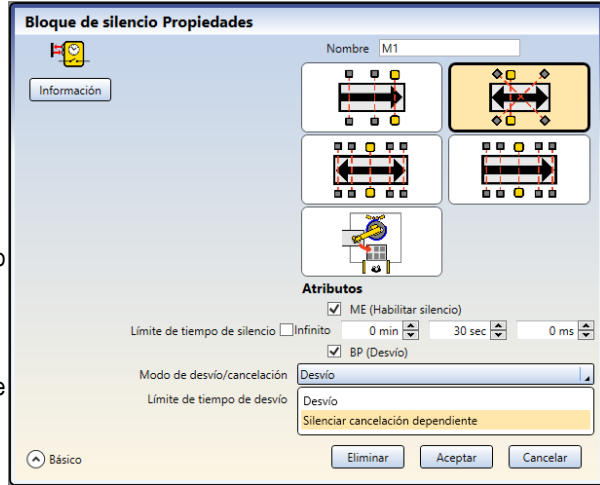 Bloque de silencio Propiedades
Nombre M1
Información
Atributos
ME (Habilitar silencio)
Límite de tiempo de silencio Infinito 0 min 30 sec 0 ms
BP (Desvío)
Modo de desvío/cancelación Desvío
Límite de tiempo de desvío Desvío
Silenciar cancelación dependiente
Básico Eliminar Aceptar Cancelar